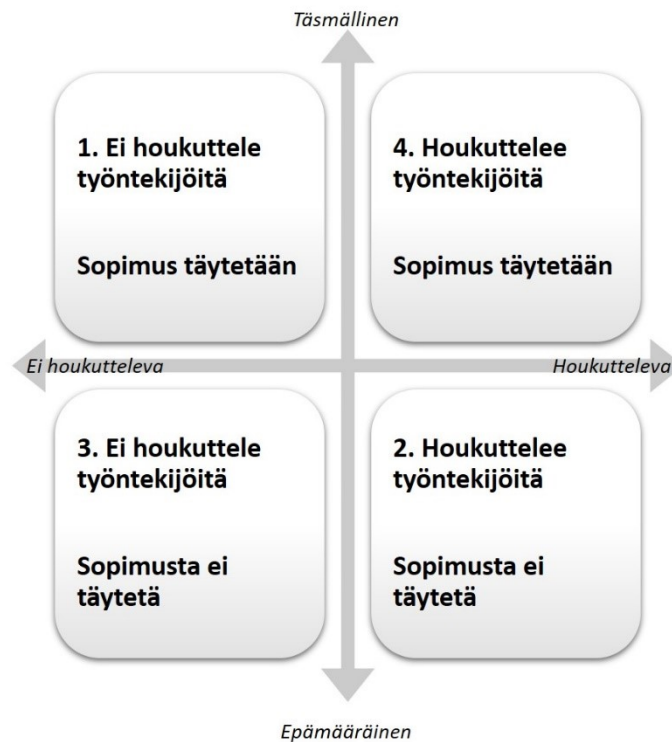 Täsmällinen
1. Ei houkuttele
työntekijöitä
Sopimus täytetään
4. Houkuttelee
työntekijöitä
Sopimus täytetään
Ei houkutteleva
Houkutteleva
3. Ei houkuttele
työntekijöitä
Sopimusta ei
täytetä
2. Houkuttelee
työntekijöitä
Sopimusta ei
täytetä
Epämääräinen